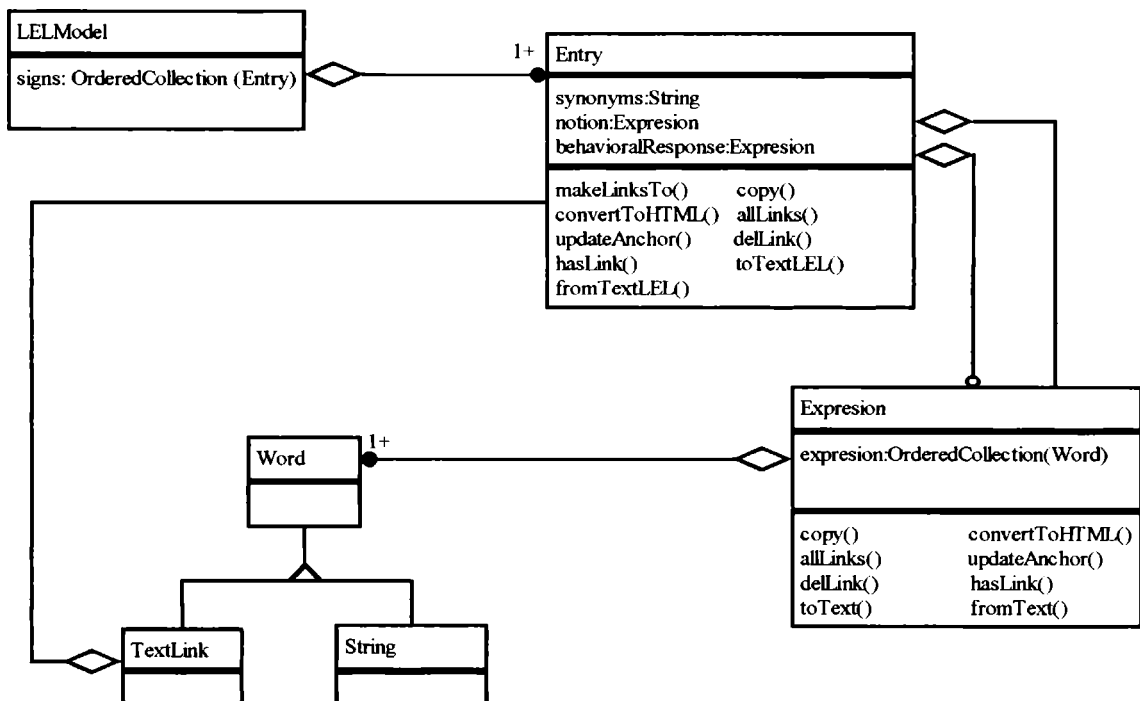 LELModel
signs: OrderedCollection (Entry)
1+
Entry
synonyms:String
notion:Expresion
behavioralResponse:Expresion
makeLinksTo() copy()
convertToHTML() allLinks()
updateAnchor() delLink()
hasLink() toTextLEL()
fromTextLEL()
Expresion
expresion:OrderedCollection(Word)
copy() convertToHTML()
allLinks() updateAnchor()
delLink() hasLink()
toText() fromText()
1+
Word
TextLink
String